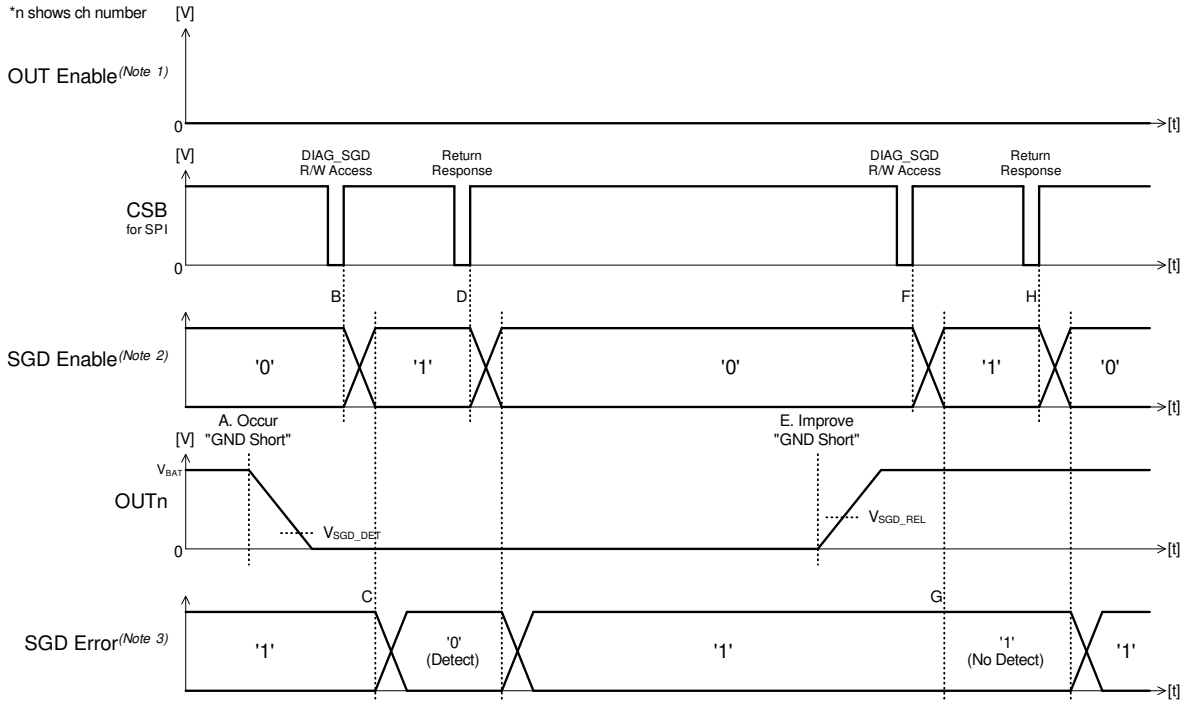 *n shows ch number
[V]
OUT Enable(Note 1)
0
[t]
[V]
DIAG_SGD
R/W Access
Return
Response
DIAG_SGD
R/W Access
Return
Response
CSB
for SPI
0
[t]
B
D
F
H
SGD Enable(Note 2)
'0'
'1'
'0'
'1'
'0'
[t]
A. Occur
"GND Short"
E. Improve
"GND Short"
[V]
VBAT
OUTn
VSGD_DET
VSGD_REL
0
[t]
C
G
SGD Error(Note 3)
'1'
'0'
(Detect)
'1'
'1'
(No Detect)
'1'
[t]